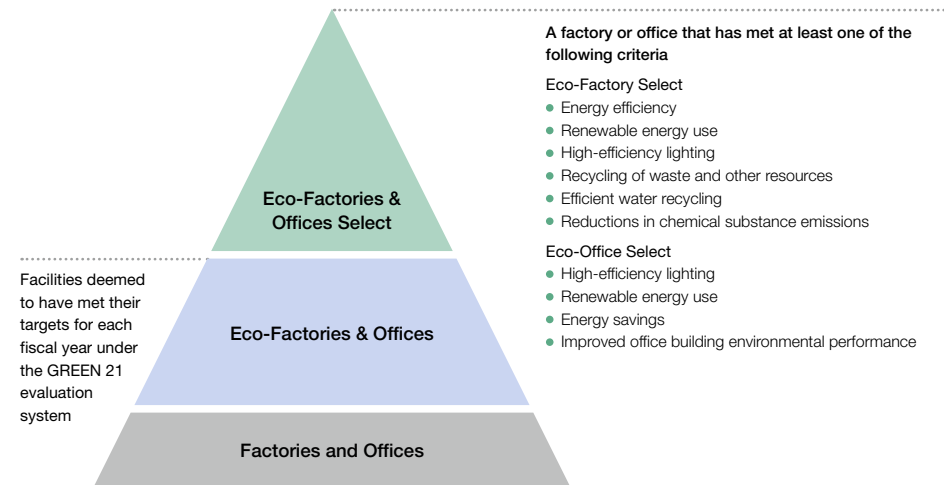 A factory or office that has met at least one of the
following criteria
Eco-Factory Select
● Energy efficiency
● Renewable energy use
● High-efficiency lighting
● Recycling of waste and other resources
● Efficient water recycling
● Reductions in chemical substance emissions
Eco-Office Select
● High-efficiency lighting
● Renewable energy use
● Energy savings
● Improved office building environmental performance
Eco-Factories &
Offices Select
Facilities deemed
to have met their
targets for each
fiscal year under
the GREEN 21
evaluation
system
Eco-Factories & Offices
Factories and Offices